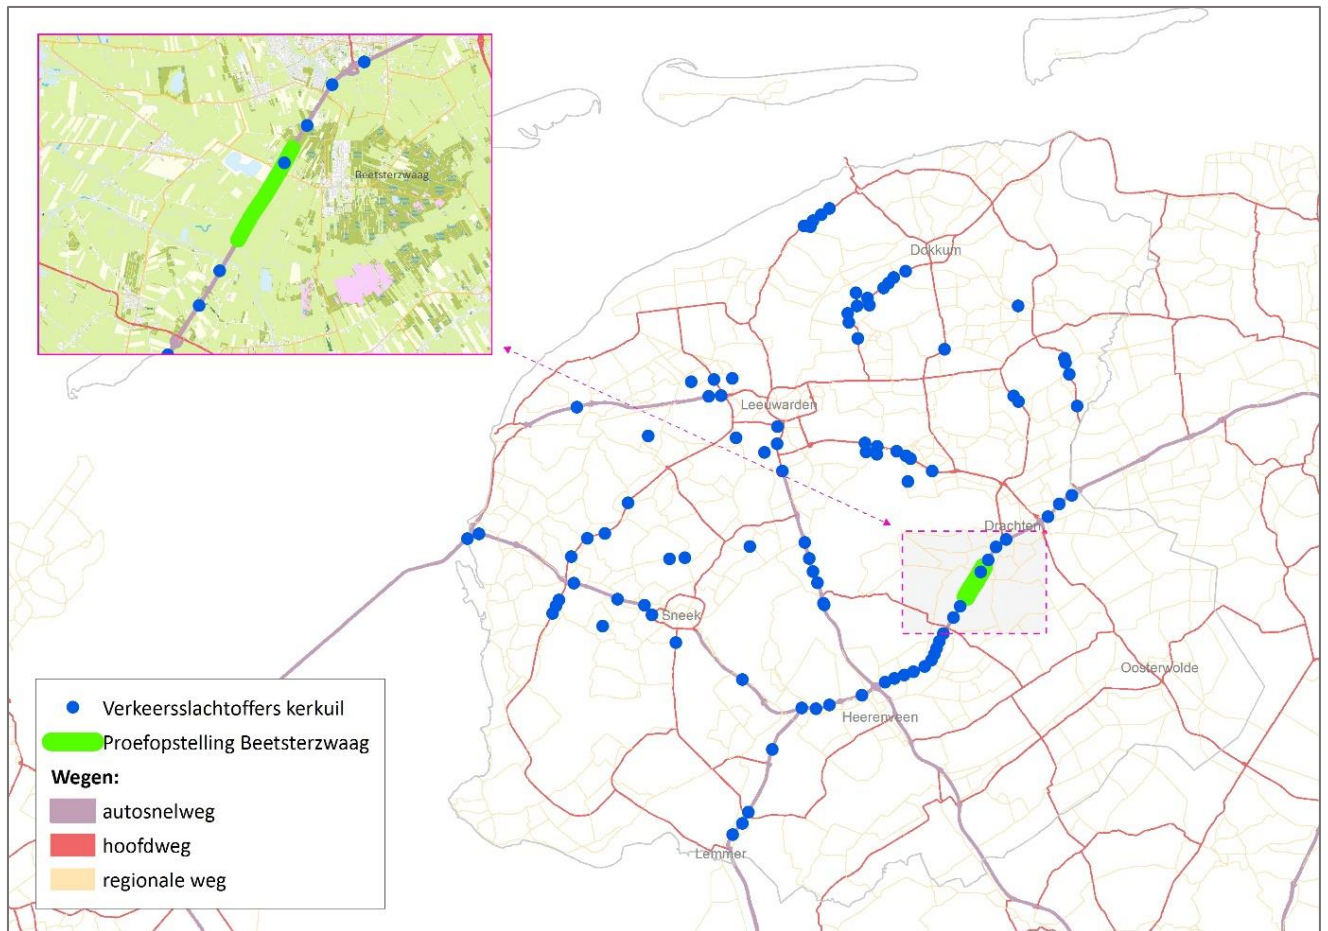 Beetsterzwaag
Dokkum
Leeuwarden
Drachten
Sneek
Oosterwolde
Heerenveen
Lemmer
Verkeersslachtoffers kerkuil
Proefopstelling Beetsterzwaag
Wegen:
autosnelweg
hoofdweg
regionale weg